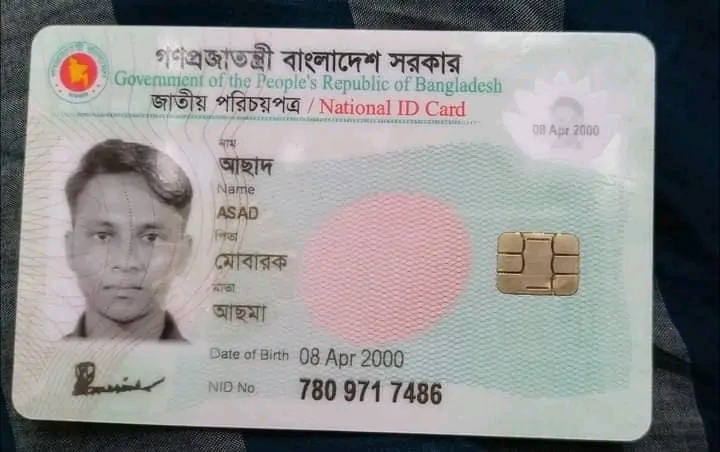 গণপ্রজাতন্ত্রী বাংলাদেশ সরকার
Government of the People's Republic of Bangladesh
জাতীয় পরিচয়পত্র / National ID Card
08 Apr 2000
নাম
আছাদ
Name
ASAD
পিতা
মোবারক
মাতা
আছমা
Date of Birth 08 Apr 2000
NID No. 780 971 7486